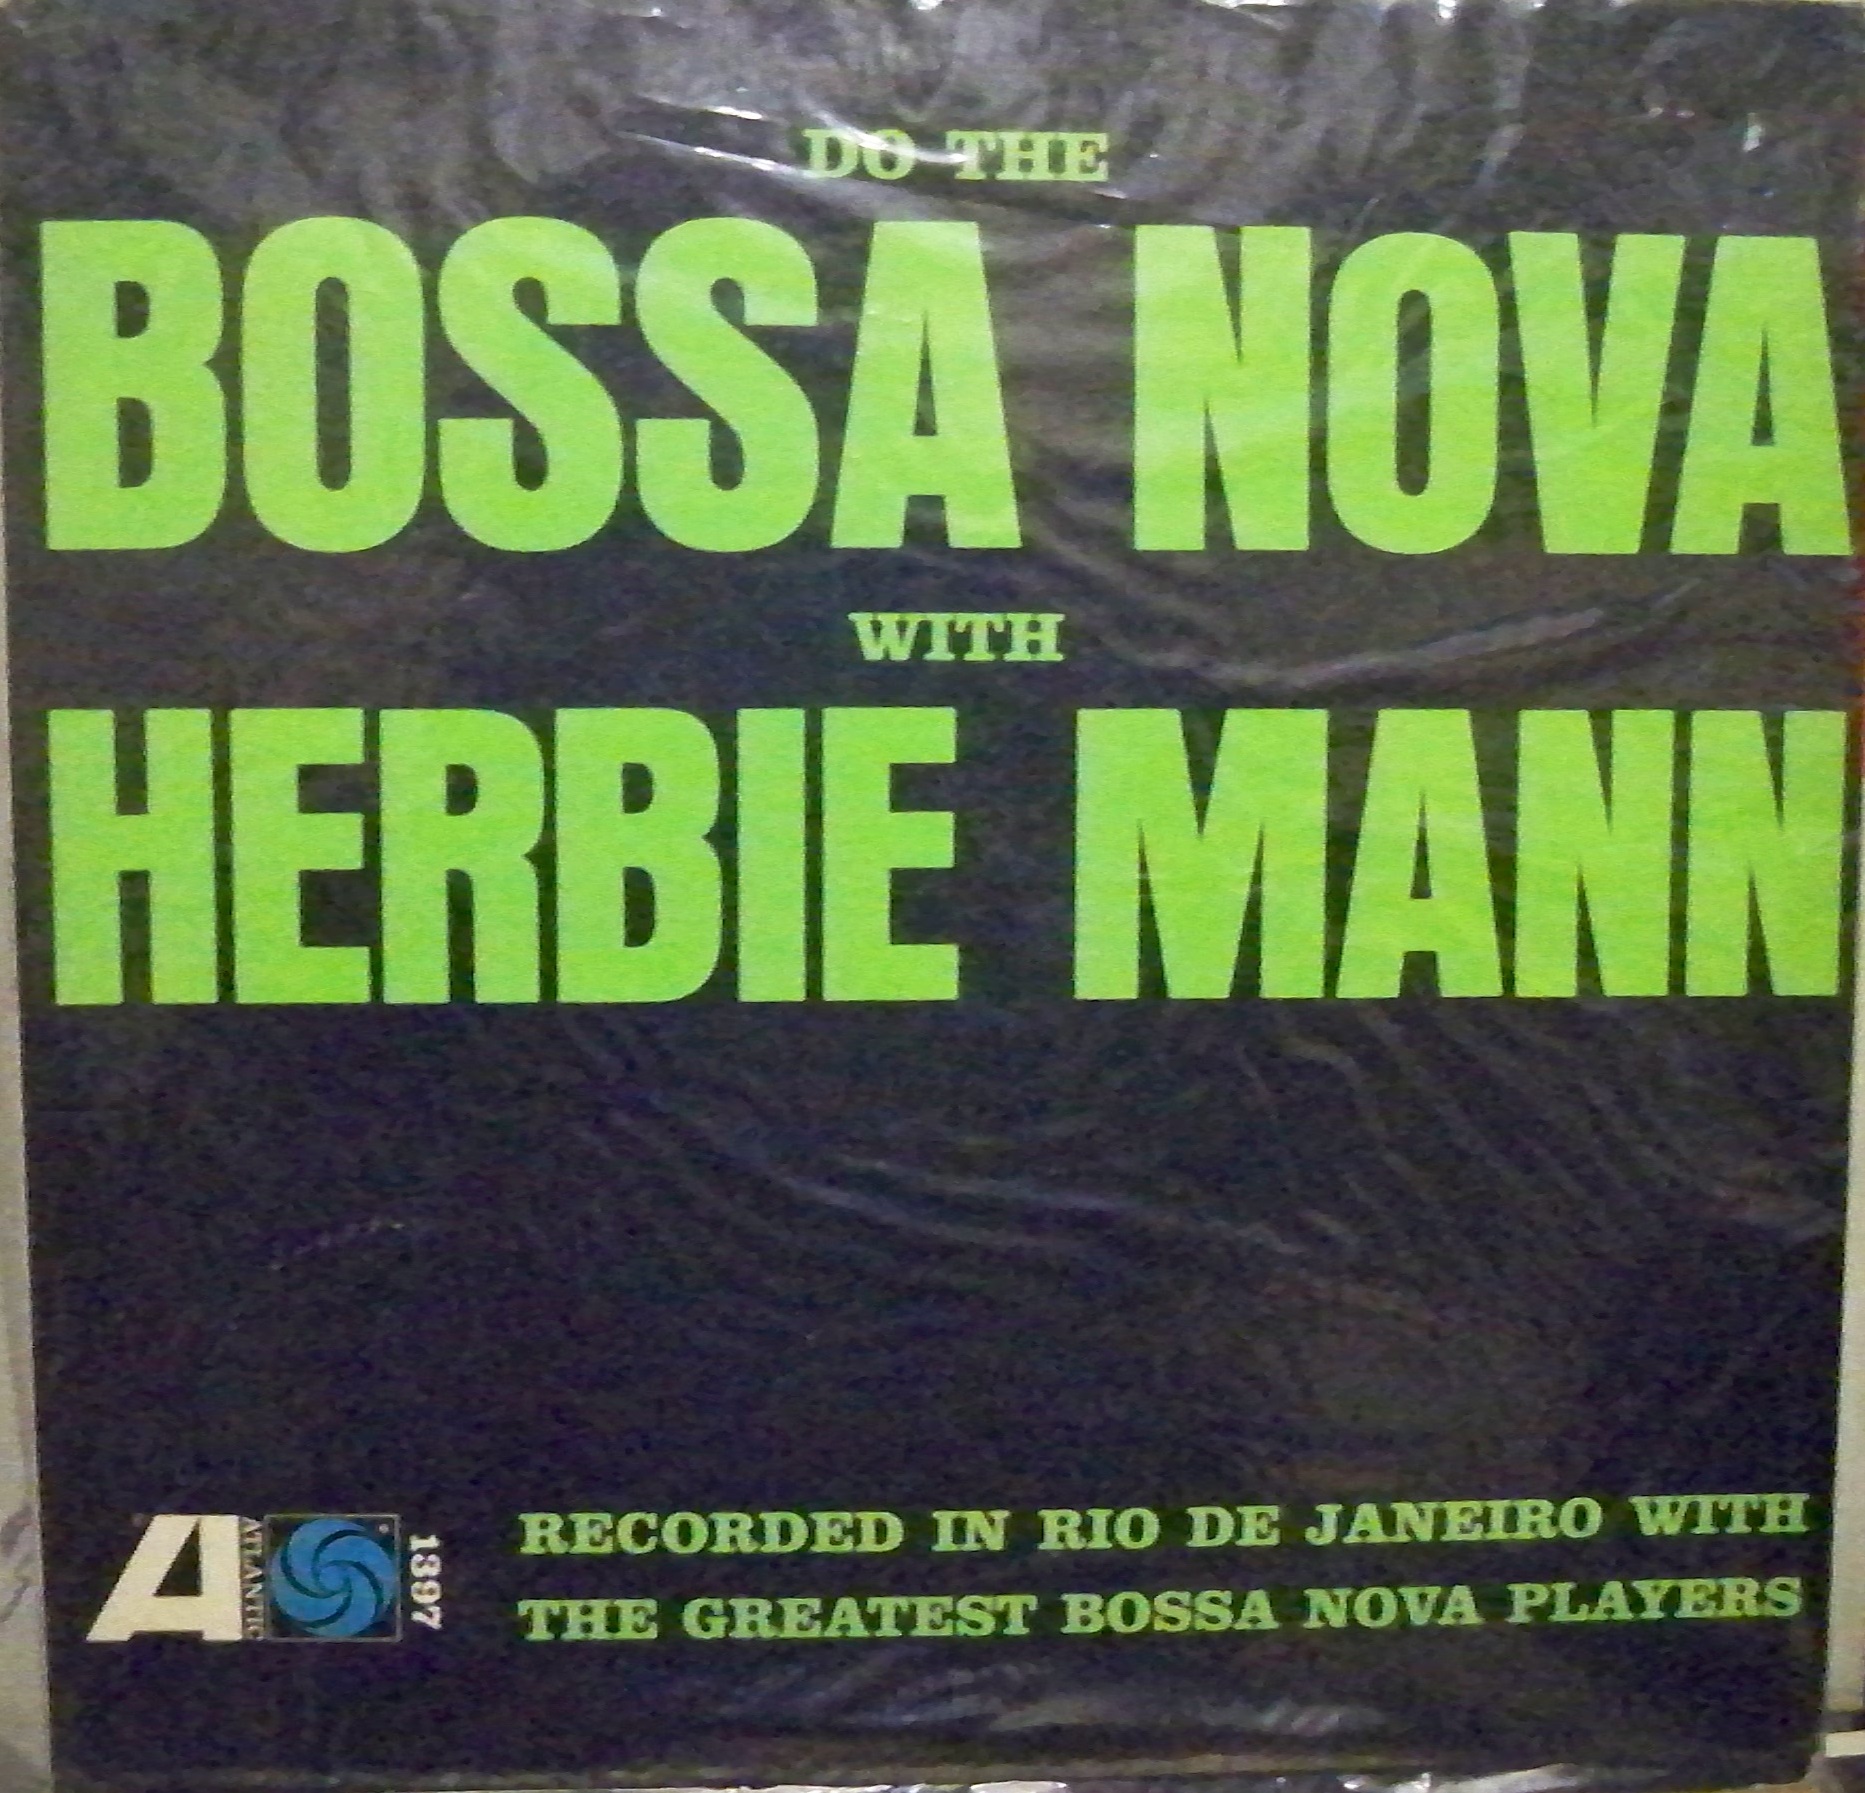 DO THE
BOSSA NOVA
WITH
HERBIE MANN
RECORDED IN RIO DE JANEIRO WITH
THE GREATEST BOSSA NOVA PLAYERS
A
ATLANTIC
1397